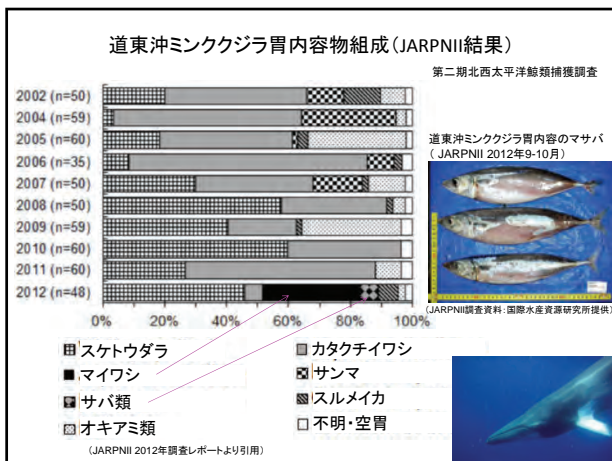 道東沖ミンククジラ胃内容物組成（JARPNII結果）
第二期北西太平洋鯨類捕獲調査
2002 (n=50)
2004 (n=59)
2005 (n=60)
2006 (n=35)
2007 (n=50)
2008 (n=50)
2009 (n=59)
2010 (n=60)
2011 (n=60)
2012 (n=48)
0% 20% 40% 60% 80% 100%
道東沖ミンククジラ胃内容のマサバ
（ JARPNII 2012年9-10月）
（JARPNII調査資料：国際水産資源研究所提供）
スケトウダラ
カタクチイワシ
マイワシ
サンマ
サバ類
スルメイカ
オキアミ類
不明・空胃
（JARPNII 2012年調査レポートより引用）